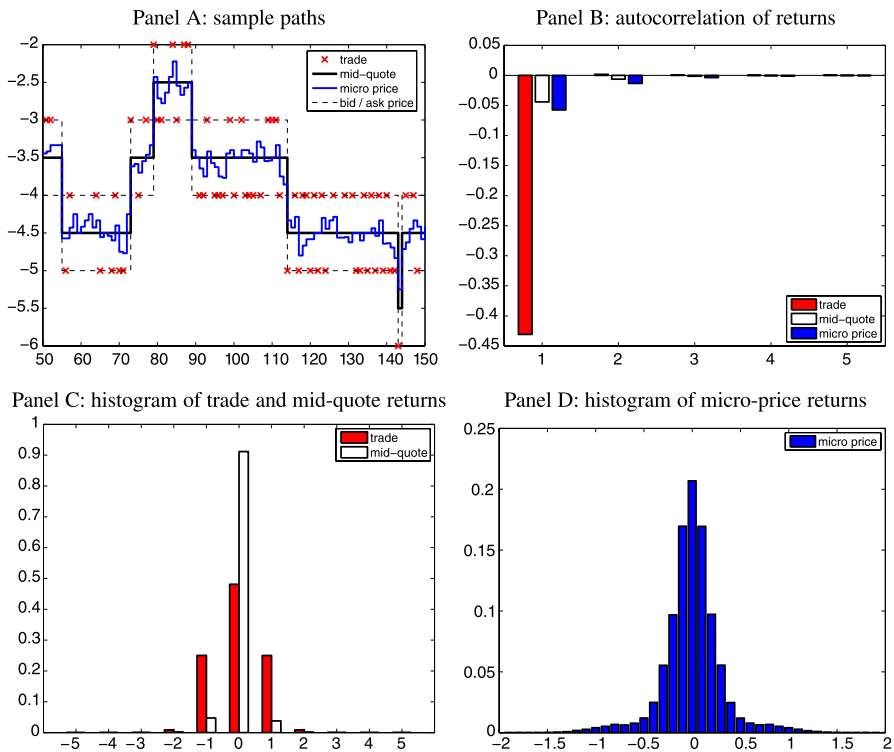 Panel A: sample paths
−2
−2.5
−3
−3.5
−4
−4.5
−5
−5.5
−6
50 60 70 80 90 100 110 120 130 140 150
trade
mid−quote
micro price
bid / ask price
Panel B: autocorrelation of returns
0.05
0
−0.05
−0.1
−0.15
−0.2
−0.25
−0.3
−0.35
−0.4
−0.45
1 2 3 4 5
trade
mid−quote
micro price
Panel C: histogram of trade and mid-quote returns
1
0.9
0.8
0.7
0.6
0.5
0.4
0.3
0.2
0.1
0
−5 −4 −3 −2 −1 0 1 2 3 4 5
trade
mid−quote
Panel D: histogram of micro-price returns
0.25
0.2
0.15
0.1
0.05
0
−2 −1.5 −1 −0.5 0 0.5 1 1.5 2
micro price